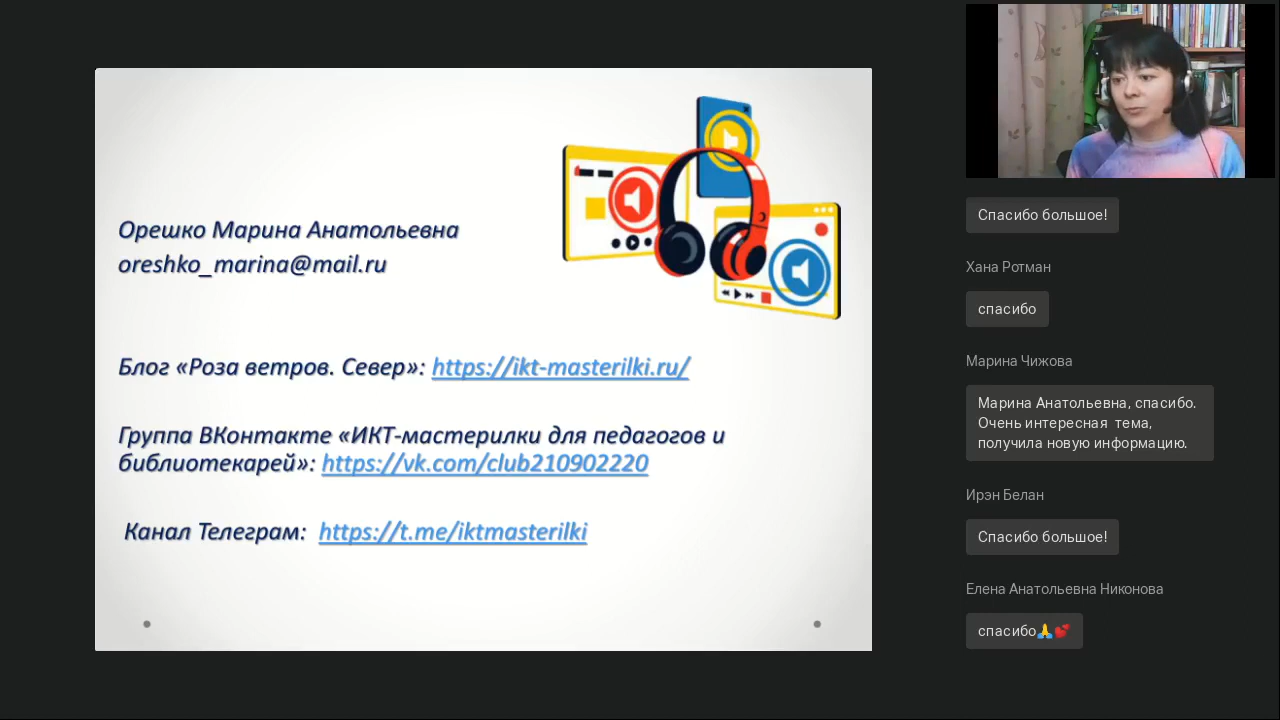 Орешко Марина Анатольевна
oreshko_marina@mail.ru
Блог «Роза ветров. Север»: https://ikt-masterilki.ru/
Группа ВКонтакте «ИКТ-мастерилки для педагогов и
библиотекарей»: https://vk.com/club210902220
Канал Телеграм: https://t.me/iktmasterilki
Спасибо большое!
Хана Ротман
спасибо
Марина Чижова
Марина Анатольевна, спасибо.
Очень интересная тема,
получила новую информацию.
Ирэн Белан
Спасибо большое!
Елена Анатольевна Никонова
спасибо🙏💕